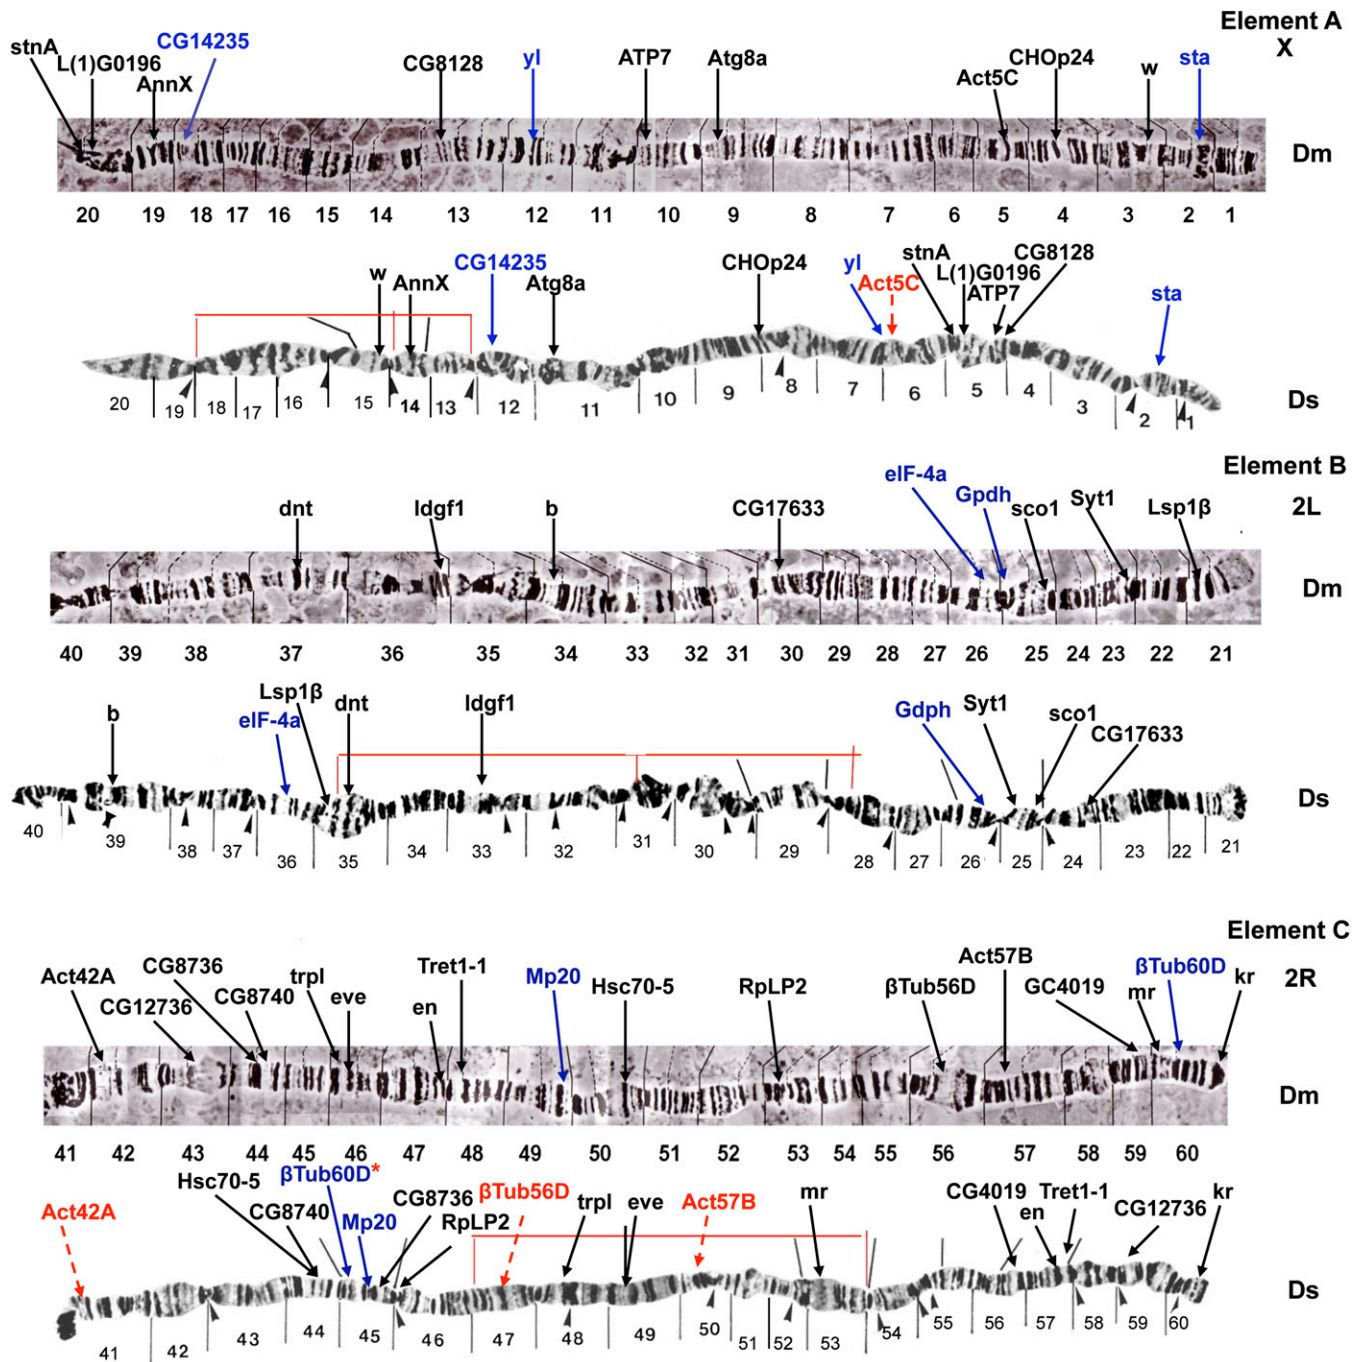 Element A
X
stnA
L(1)G0196
CG14235
AnnX
CG8128
yl
ATP7
Atg8a
Act5C
CHOp24
w
sta
Dm
20 19 18 17 16 15 14 13 12 11 10 9 8 7 6 5 4 3 2 1
w
AnnX
CG14235
Atg8a
CHOp24
yl
Act5C
stnA
L(1)G0196
ATP7
CG8128
sta
Ds
20 19 18 17 16 15 14 13 12 11 10 9 8 7 6 5 4 3 2 1
Element B
2L
dnt
Idgf1
b
CG17633
eIF-4a
Gpdh
sco1
Syt1
Lsp1β
Dm
40 39 38 37 36 35 34 33 32 31 30 29 28 27 26 25 24 23 22 21
b
eIF-4a
Lsp1β
dnt
Idgf1
Gdph
Syt1
sco1
CG17633
Ds
40 39 38 37 36 35 34 33 32 31 30 29 28 27 26 25 24 23 22 21
Element C
2R
Act42A
CG12736
CG8736
CG8740
trpl
eve
en
Tret1-1
Mp20
Hsc70-5
RpLP2
βTub56D
Act57B
GC4019
mr
βTub60D
kr
Dm
41 42 43 44 45 46 47 48 49 50 51 52 53 54 55 56 57 58 59 60
Act42A
Hsc70-5
CG8740
βTub60D*
Mp20
CG8736
RpLP2
βTub56D
trpl
eve
Act57B
mr
CG4019
en
Tret1-1
CG12736
kr
Ds
41 42 43 44 45 46 47 48 49 50 51 52 53 54 55 56 57 58 59 60